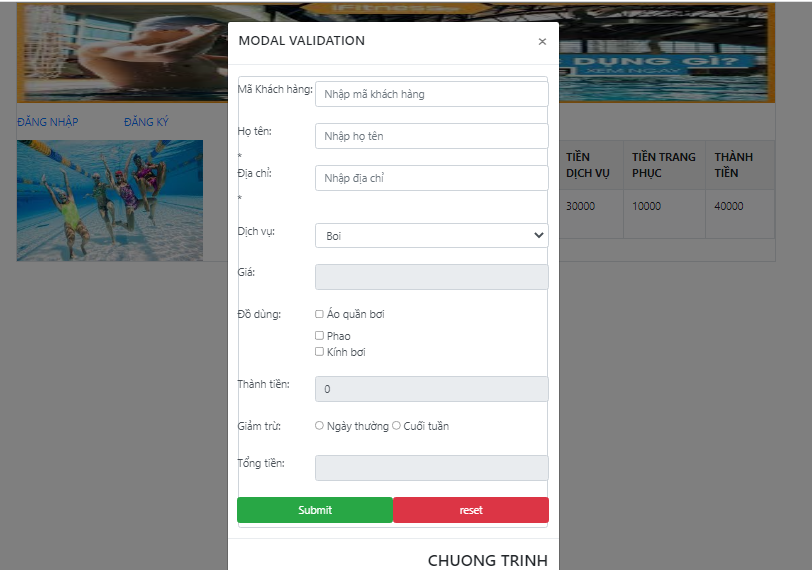 iFitness
MODAL VALIDATION ×
DỤNG GÌ?
XEM NGAY
ĐĂNG NHẬP ĐĂNG KÝ
Mã Khách hàng: Nhập mã khách hàng
Họ tên: Nhập họ tên
*
Địa chỉ: Nhập địa chỉ
*
TIỀN DỊCH VỤ TIỀN TRANG PHỤC THÀNH TIỀN
30000 10000 40000
Dịch vụ: Bơi
Giá:
Đồ dùng: Áo quần bơi
Phao
Kính bơi
Thành tiền: 0
Giảm trừ: Ngày thường Cuối tuần
Tổng tiền:
Submit reset
CHUONG TRINH